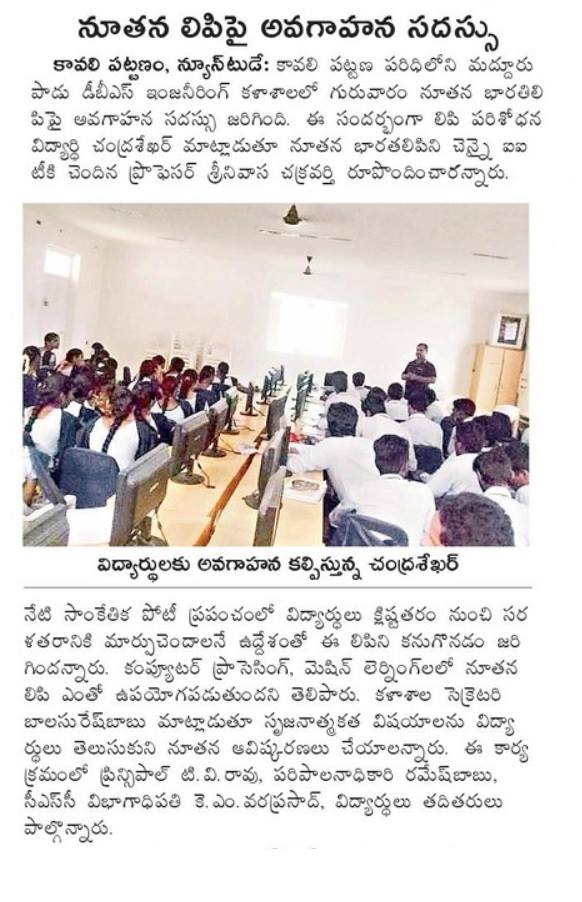 నూతన లిపిపై అవగాహన సదస్సు
కావలి పట్టణం, న్యూస్‌టుడే: కావలి పట్టణ పరిధిలోని మద్దూరు
పాడు డీబీఎస్ ఇంజనీరింగ్ కళాశాలలో గురువారం నూతన భారతిలి
పిపై అవగాహన సదస్సు జరిగింది. ఈ సందర్భంగా లిపి పరిశోధన
విద్యార్థి చంద్రశేఖర్ మాట్లాడుతూ నూతన భారతలిపిని చెన్నై ఐఐ
టీకి చెందిన ప్రొఫెసర్ శ్రీనివాస చక్రవర్తి రూపొందించారన్నారు.
విద్యార్థులకు అవగాహన కల్పిస్తున్న చంద్రశేఖర్
నేటి సాంకేతిక పోటీ ప్రపంచంలో విద్యార్థులు క్లిష్టతరం నుంచి సర
ళతరానికి మార్పుచెందాలనే ఉద్దేశంతో ఈ లిపిని కనుగొనడం జరి
గిందన్నారు. కంప్యూటర్ ప్రాసెసింగ్, మెషిన్ లెర్నింగ్‌లలో నూతన
లిపి ఎంతో ఉపయోగపడుతుందని తెలిపారు. కళాశాల సెక్రెటరి
బాలసురేష్‌బాబు మాట్లాడుతూ సృజనాత్మకత విషయాలను విద్యా
ర్థులు తెలుసుకుని నూతన ఆవిష్కరణలు చేయాలన్నారు. ఈ కార్య
క్రమంలో ప్రిన్సిపాల్ టి.వి.రావు, పరిపాలనాధికారి రమేష్‌బాబు,
సీఎస్‌సీ విభాగాధిపతి కె.ఎం.వరప్రసాద్, విద్యార్థులు తదితరులు
పాల్గొన్నారు.